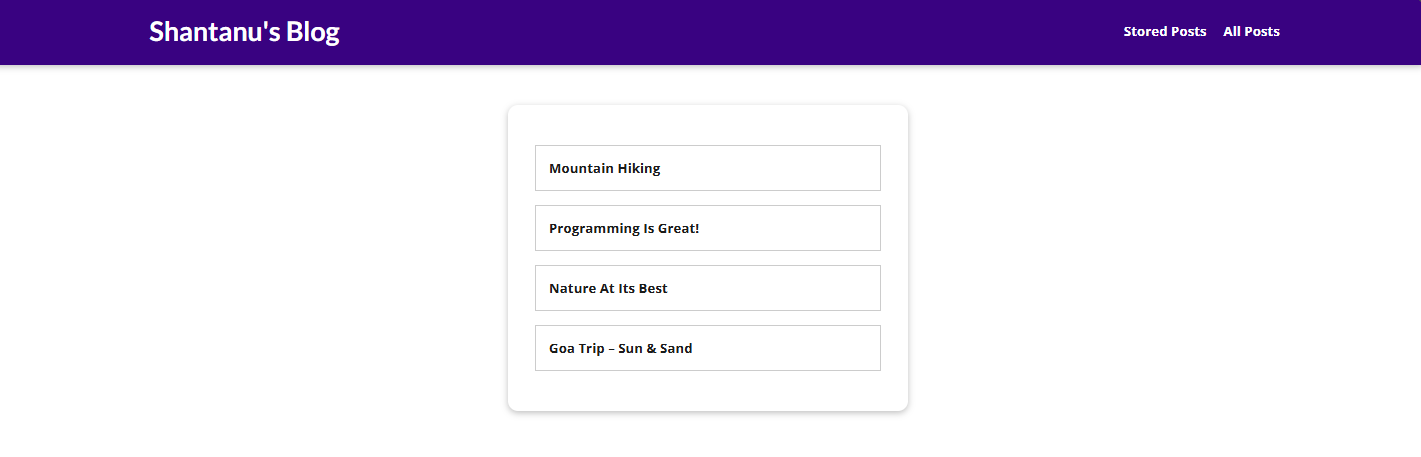 Shantanu's Blog
Stored Posts All Posts
Mountain Hiking
Programming Is Great!
Nature At Its Best
Goa Trip – Sun & Sand